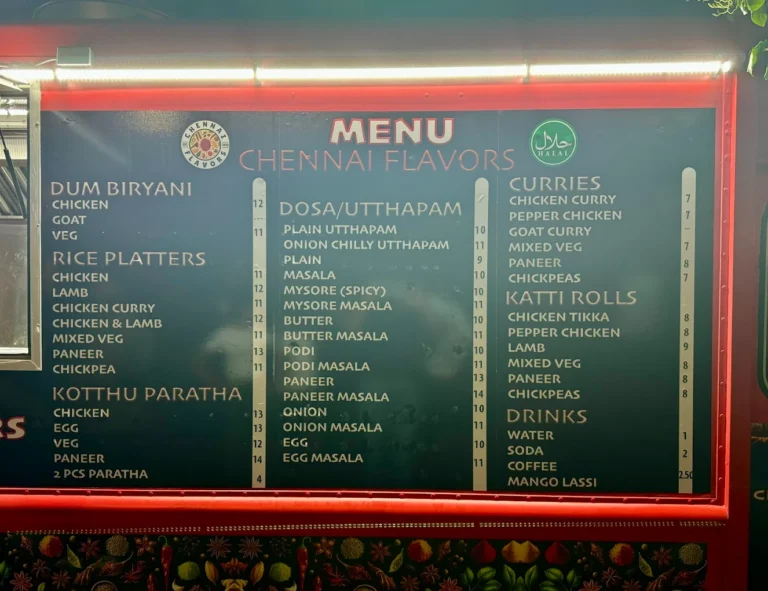 MENU
CHENNAI FLAVORS
CHENNAI FLAVORS
حلال
HALAL
DUM BIRYANI
CHICKEN 12
GOAT ...
VEG 11
RICE PLATTERS
CHICKEN 11
LAMB 12
CHICKEN CURRY 11
CHICKEN & LAMB 12
MIXED VEG 11
PANEER 13
CHICKPEA 11
KOTTHU PARATHA
CHICKEN 13
EGG 13
VEG 12
PANEER 14
2 PCS PARATHA 4
DOSA/UTTHAPAM
PLAIN UTTHAPAM 10
ONION CHILLY UTTHAPAM 11
PLAIN 9
MASALA 10
MYSORE (SPICY) 10
MYSORE MASALA 11
BUTTER 10
BUTTER MASALA 11
PODI 10
PODI MASALA 11
PANEER 13
PANEER MASALA 14
ONION 10
ONION MASALA 11
EGG 10
EGG MASALA 11
CURRIES
CHICKEN CURRY 7
PEPPER CHICKEN 7
GOAT CURRY
MIXED VEG 7
PANEER 8
CHICKPEAS 7
KATTI ROLLS
CHICKEN TIKKA 8
PEPPER CHICKEN 8
LAMB 9
MIXED VEG 8
PANEER 8
CHICKPEAS 8
DRINKS
WATER 1
SODA 2
COFFEE
MANGO LASSI 2.50
RS